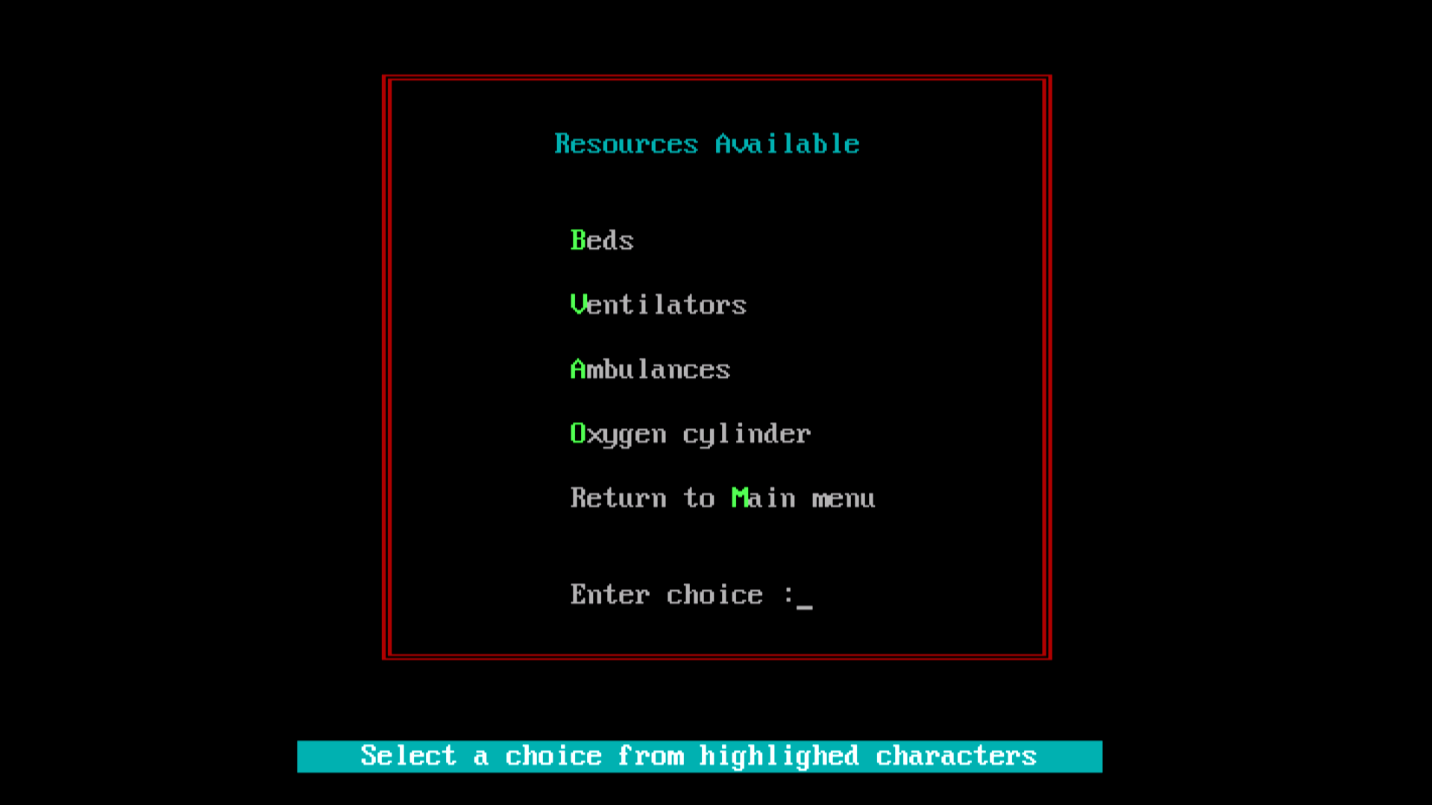 Resources Available
Beds
Ventilators
Ambulances
Oxygen cylinder
Return to Main menu
Enter choice :_
Select a choice from highlighed characters